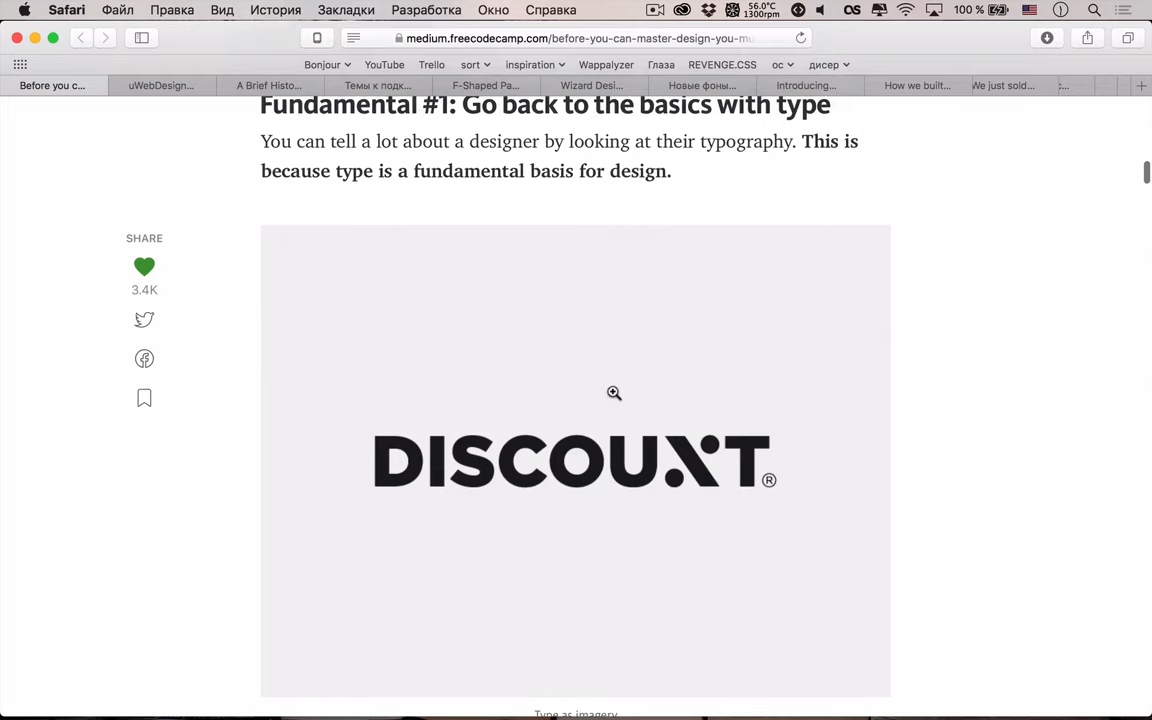 Safari Файл Правка Вид История Закладки Разработка Окно Справка 56.0°C 1300rpm 100 %
medium.freecodecamp.com/before-you-can-master-design-you-mu
Bonjour YouTube Trello sort inspiration Wappalyzer Глаза REVENGE.CSS ос дисер
Before you c... uWebDesign... A Brief Histo... Темы к подк... F-Shaped Pa... Wizard Desi... Новые фоны... Introducing... How we built... We just sold...
Fundamental #1: Go back to the basics with type
You can tell a lot about a designer by looking at their typography. This is
because type is a fundamental basis for design.
SHARE
3.4K
DISCOUNT®
Type as imagery